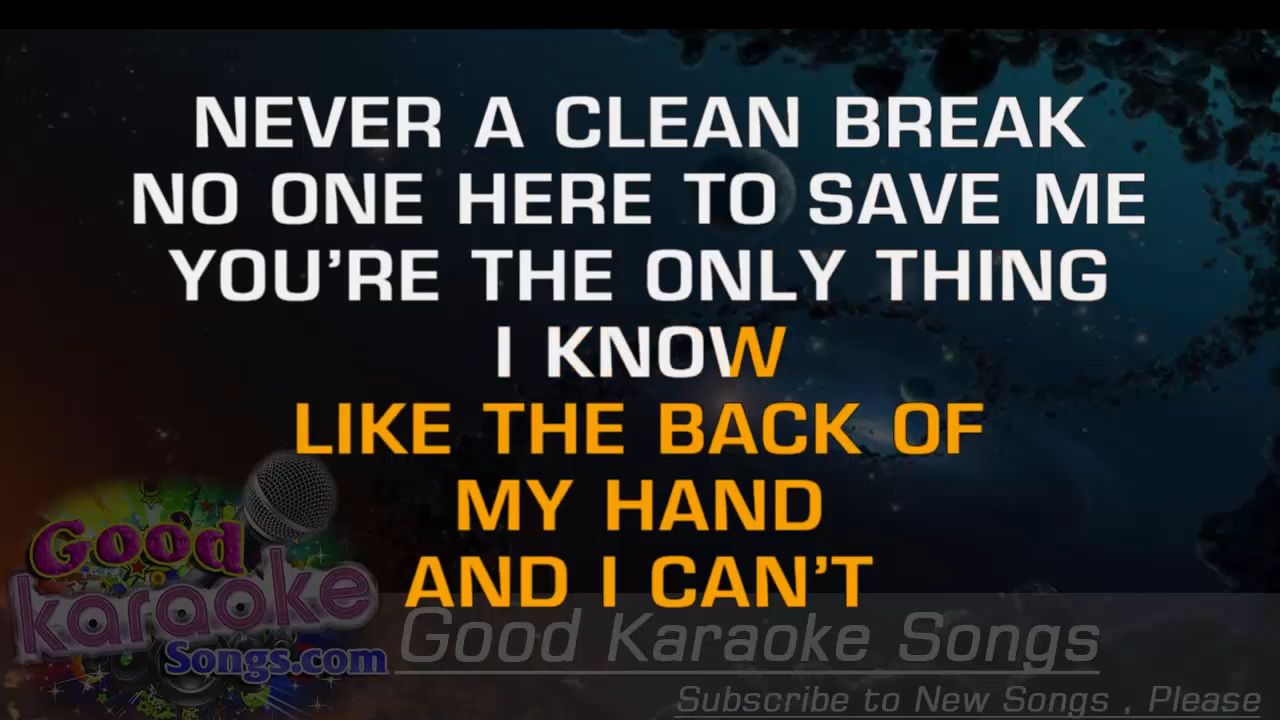 NEVER A CLEAN BREAK
NO ONE HERE TO SAVE ME
YOU'RE THE ONLY THING
I KNOW
LIKE THE BACK OF
MY HAND
AND I CAN'T
Good
karaoke
Songs.com
Good Karaoke Songs
Subscribe to New Songs , Please